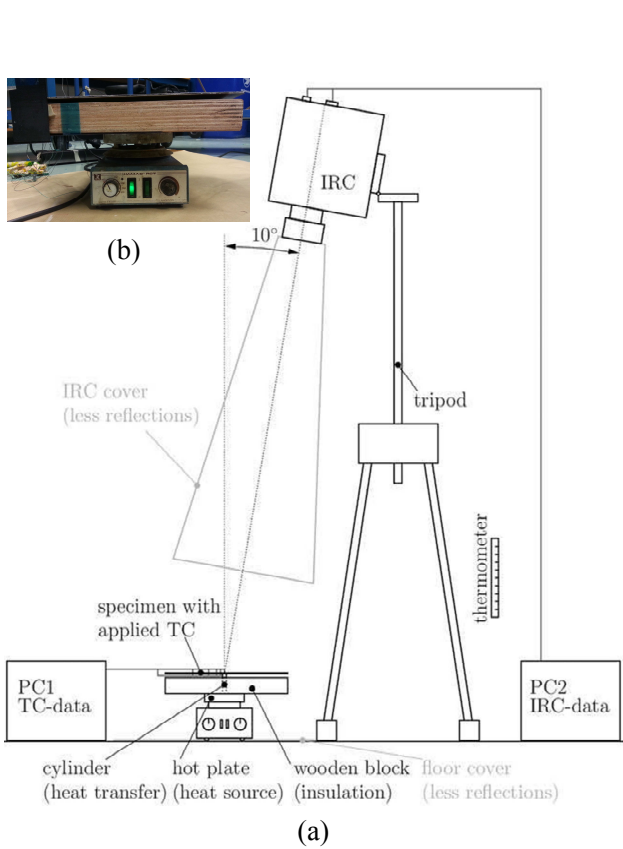 IRC
(b)
10°
IRC cover
(less reflections)
tripod
thermometer
specimen with
applied TC
PC1
TC-data
PC2
IRC-data
cylinder
(heat transfer)
hot plate
(heat source)
wooden block
(insulation)
floor cover
(less reflections)
(a)